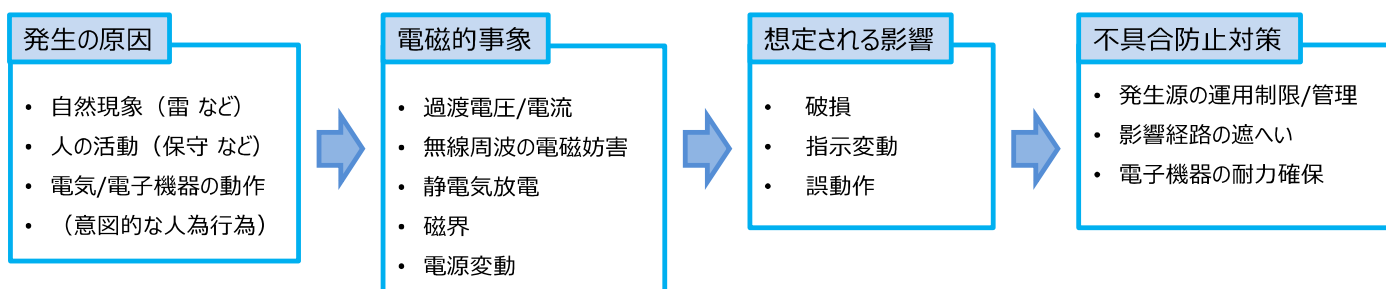 発生の原因
• 自然現象（雷 など）
• 人の活動（保守 など）
• 電気/電子機器の動作
• （意図的な人為行為）
電磁的事象
• 過渡電圧/電流
• 無線周波の電磁妨害
• 静電気放電
• 磁界
• 電源変動
想定される影響
• 破損
• 指示変動
• 誤動作
不具合防止対策
• 発生源の運用制限/管理
• 影響経路の遮へい
• 電子機器の耐力確保